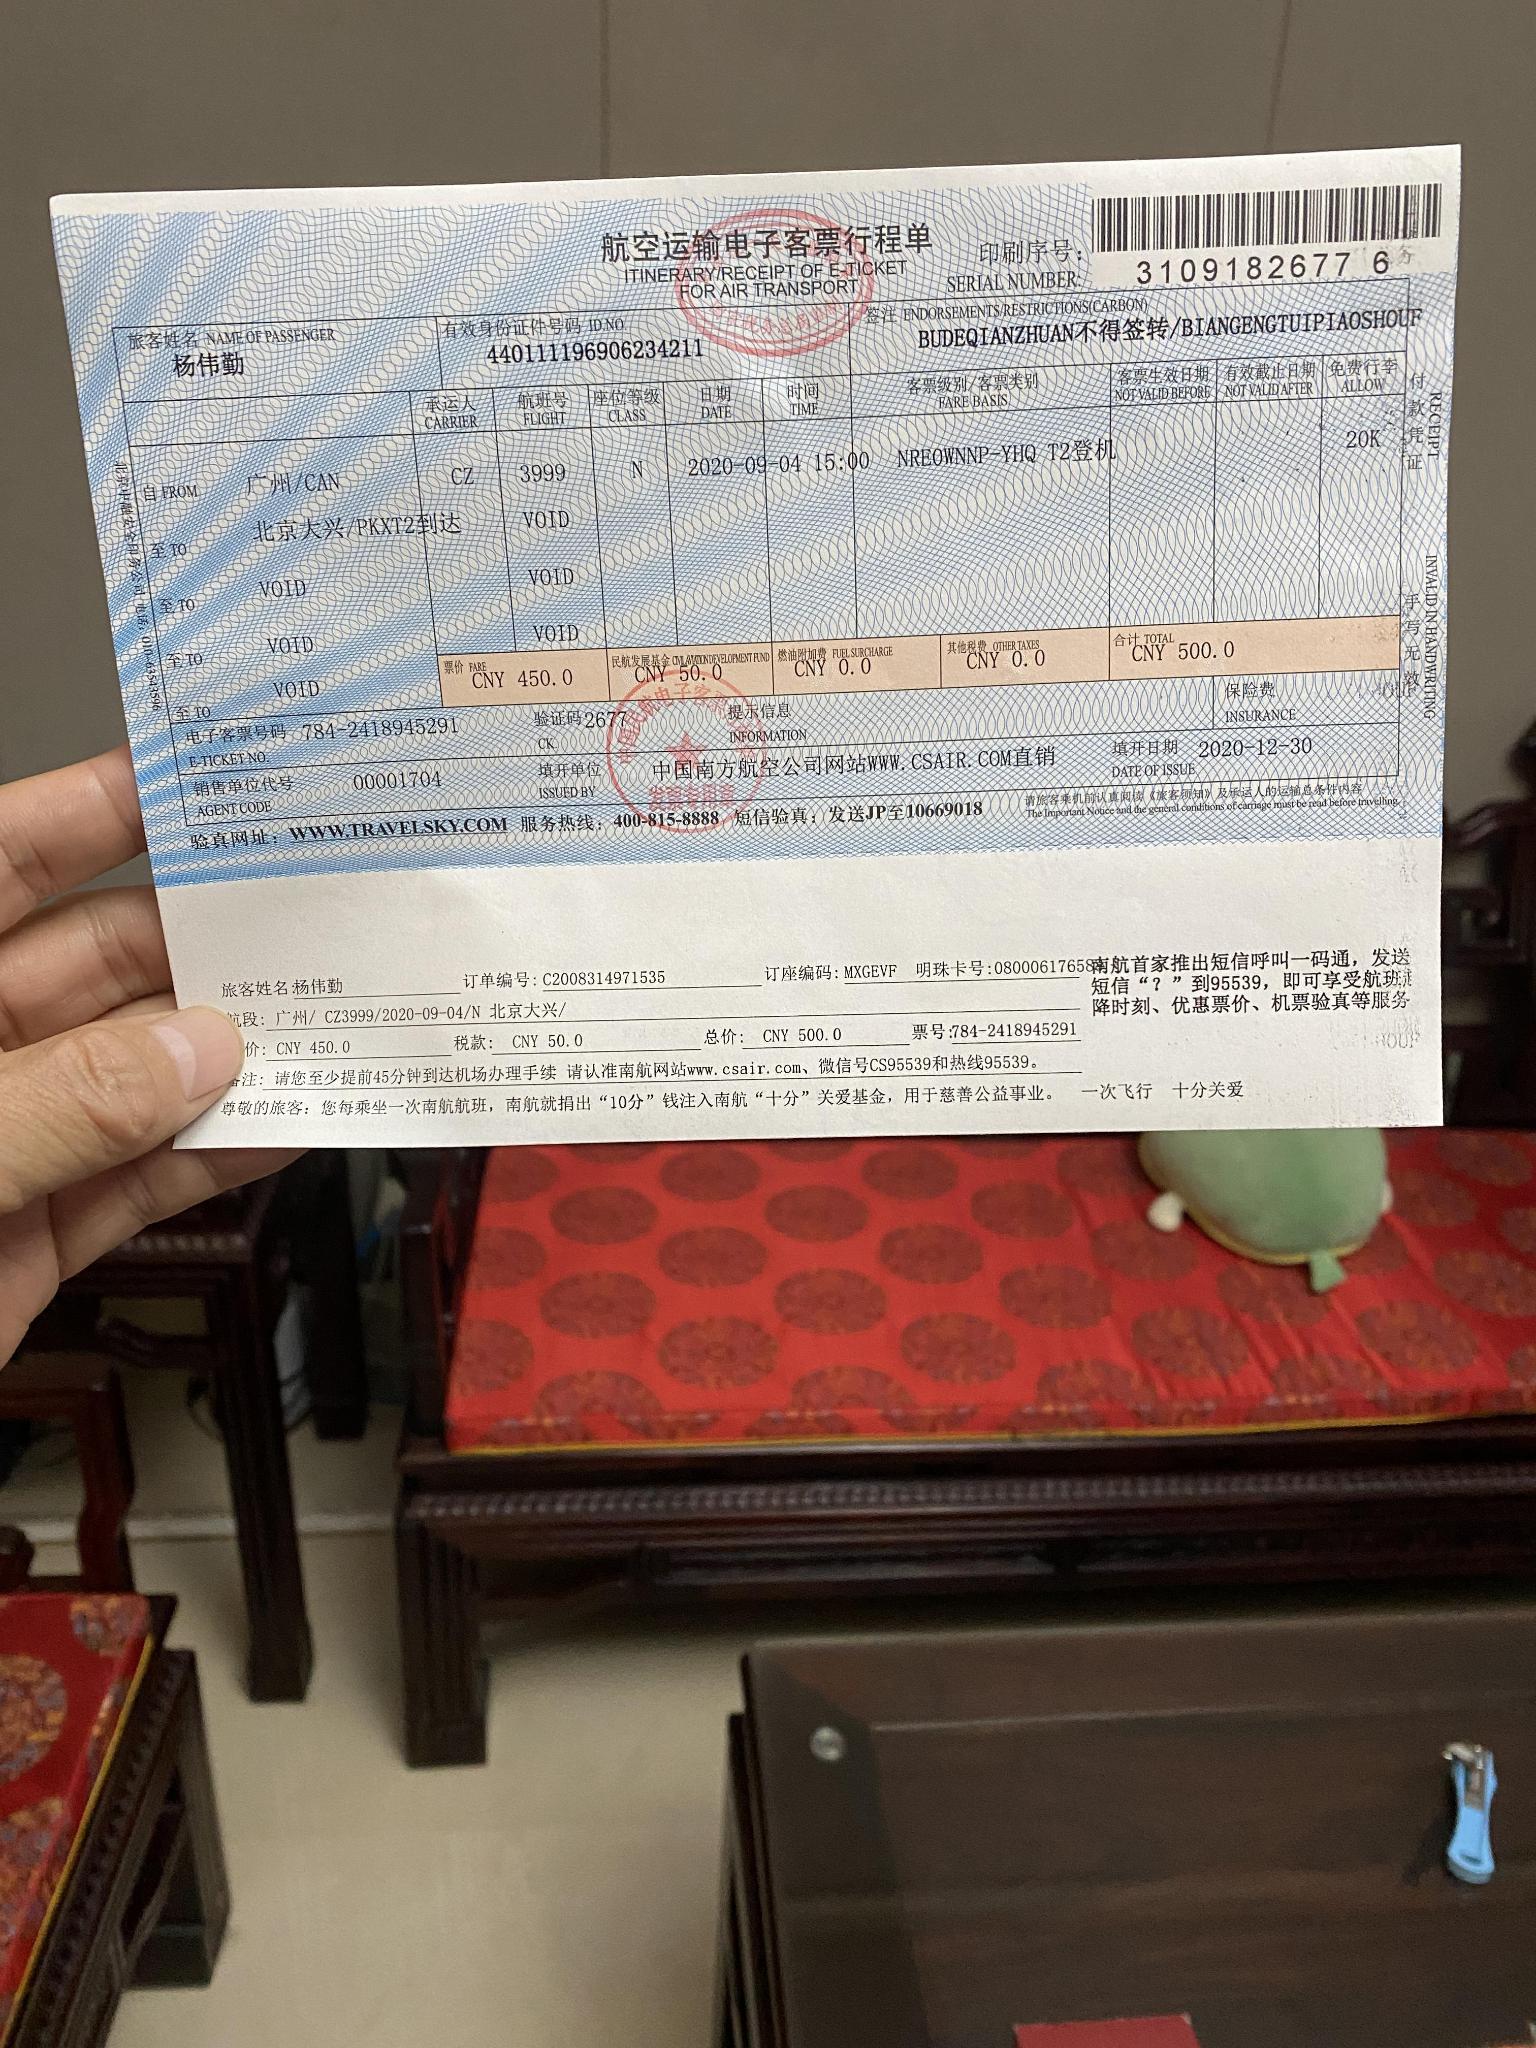 航空运输电子客票行程单
ITINERARY/RECEIPT OF E-TICKET
FOR AIR TRANSPORT
印刷序号:
SERIAL NUMBER:
3109182677 6
旅客姓名 NAME OF PASSENGER
杨伟勤
有效身份证件号码 ID.NO
440111196906234211
签注 ENDORSEMENTS/RESTRICTIONS(CARBON)
BUDEQIANZHUAN不得签转/BIANGENGTUIPIAOSHOUF
承运人 航班号 座位等级 日期 时间 客票级别/客票类别 客票生效日期 有效截止日期 免费行李
CARRIER FLIGHT CLASS DATE TIME FARE BASIS NOT VALID BEFORE NOT VALID AFTER ALLOW
自 FROM 广州/CAN CZ 3999 N 2020-09-04 15:00 NREOWNNP-YHQ T2登机 20K
至 TO 北京大兴/PKXT2到达 VOID
至 TO VOID VOID
至 TO VOID VOID
至 TO VOID
票价 FARE CNY 450.0
民航发展基金 CIVIL AVIATION DEVELOPMENT FUND CNY 50.0
燃油附加费 FUEL SURCHARGE CNY 0.0
其他税费 OTHER TAXES CNY 0.0
合计 TOTAL CNY 500.0
电子客票号码 784-2418945291
E-TICKET NO.
验证码 2677
CK.
提示信息
INFORMATION
保险费
INSURANCE
销售单位代号 00001704
AGENT CODE
填开单位 中国南方航空公司网站WWW.CSAIR.COM直销
ISSUED BY
填开日期 2020-12-30
DATE OF ISSUE
验真网址: WWW.TRAVELSKY.COM 服务热线: 400-815-8888 短信验真: 发送JP至10669018
请旅客乘机前认真阅读《旅客须知》及承运人的运输总条件内容
The Important Notice and the general conditions of carriage must be read before travelling.
付款凭证 手写无效
RECEIPT INVALID IN HANDWRITING
发票专用章
旅客姓名:杨伟勤 订单编号:C2008314971535 订座编码:MXGEVF 明珠卡号:08000617658
航段: 广州/ CZ3999/2020-09-04/N 北京大兴/
价: CNY 450.0 税款: CNY 50.0 总价: CNY 500.0 票号:784-2418945291
备注: 请您至少提前45分钟到达机场办理手续 请认准南航网站www.csair.com、微信号CS95539和热线95539。
尊敬的旅客: 您每乘坐一次南航航班,南航就捐出“10分”钱注入南航“十分”关爱基金,用于慈善公益事业。 一次飞行 十分关爱
南航首家推出短信呼叫一码通,发送
短信“?”到95539,即可享受航班
降时刻、优惠票价、机票验真等服务